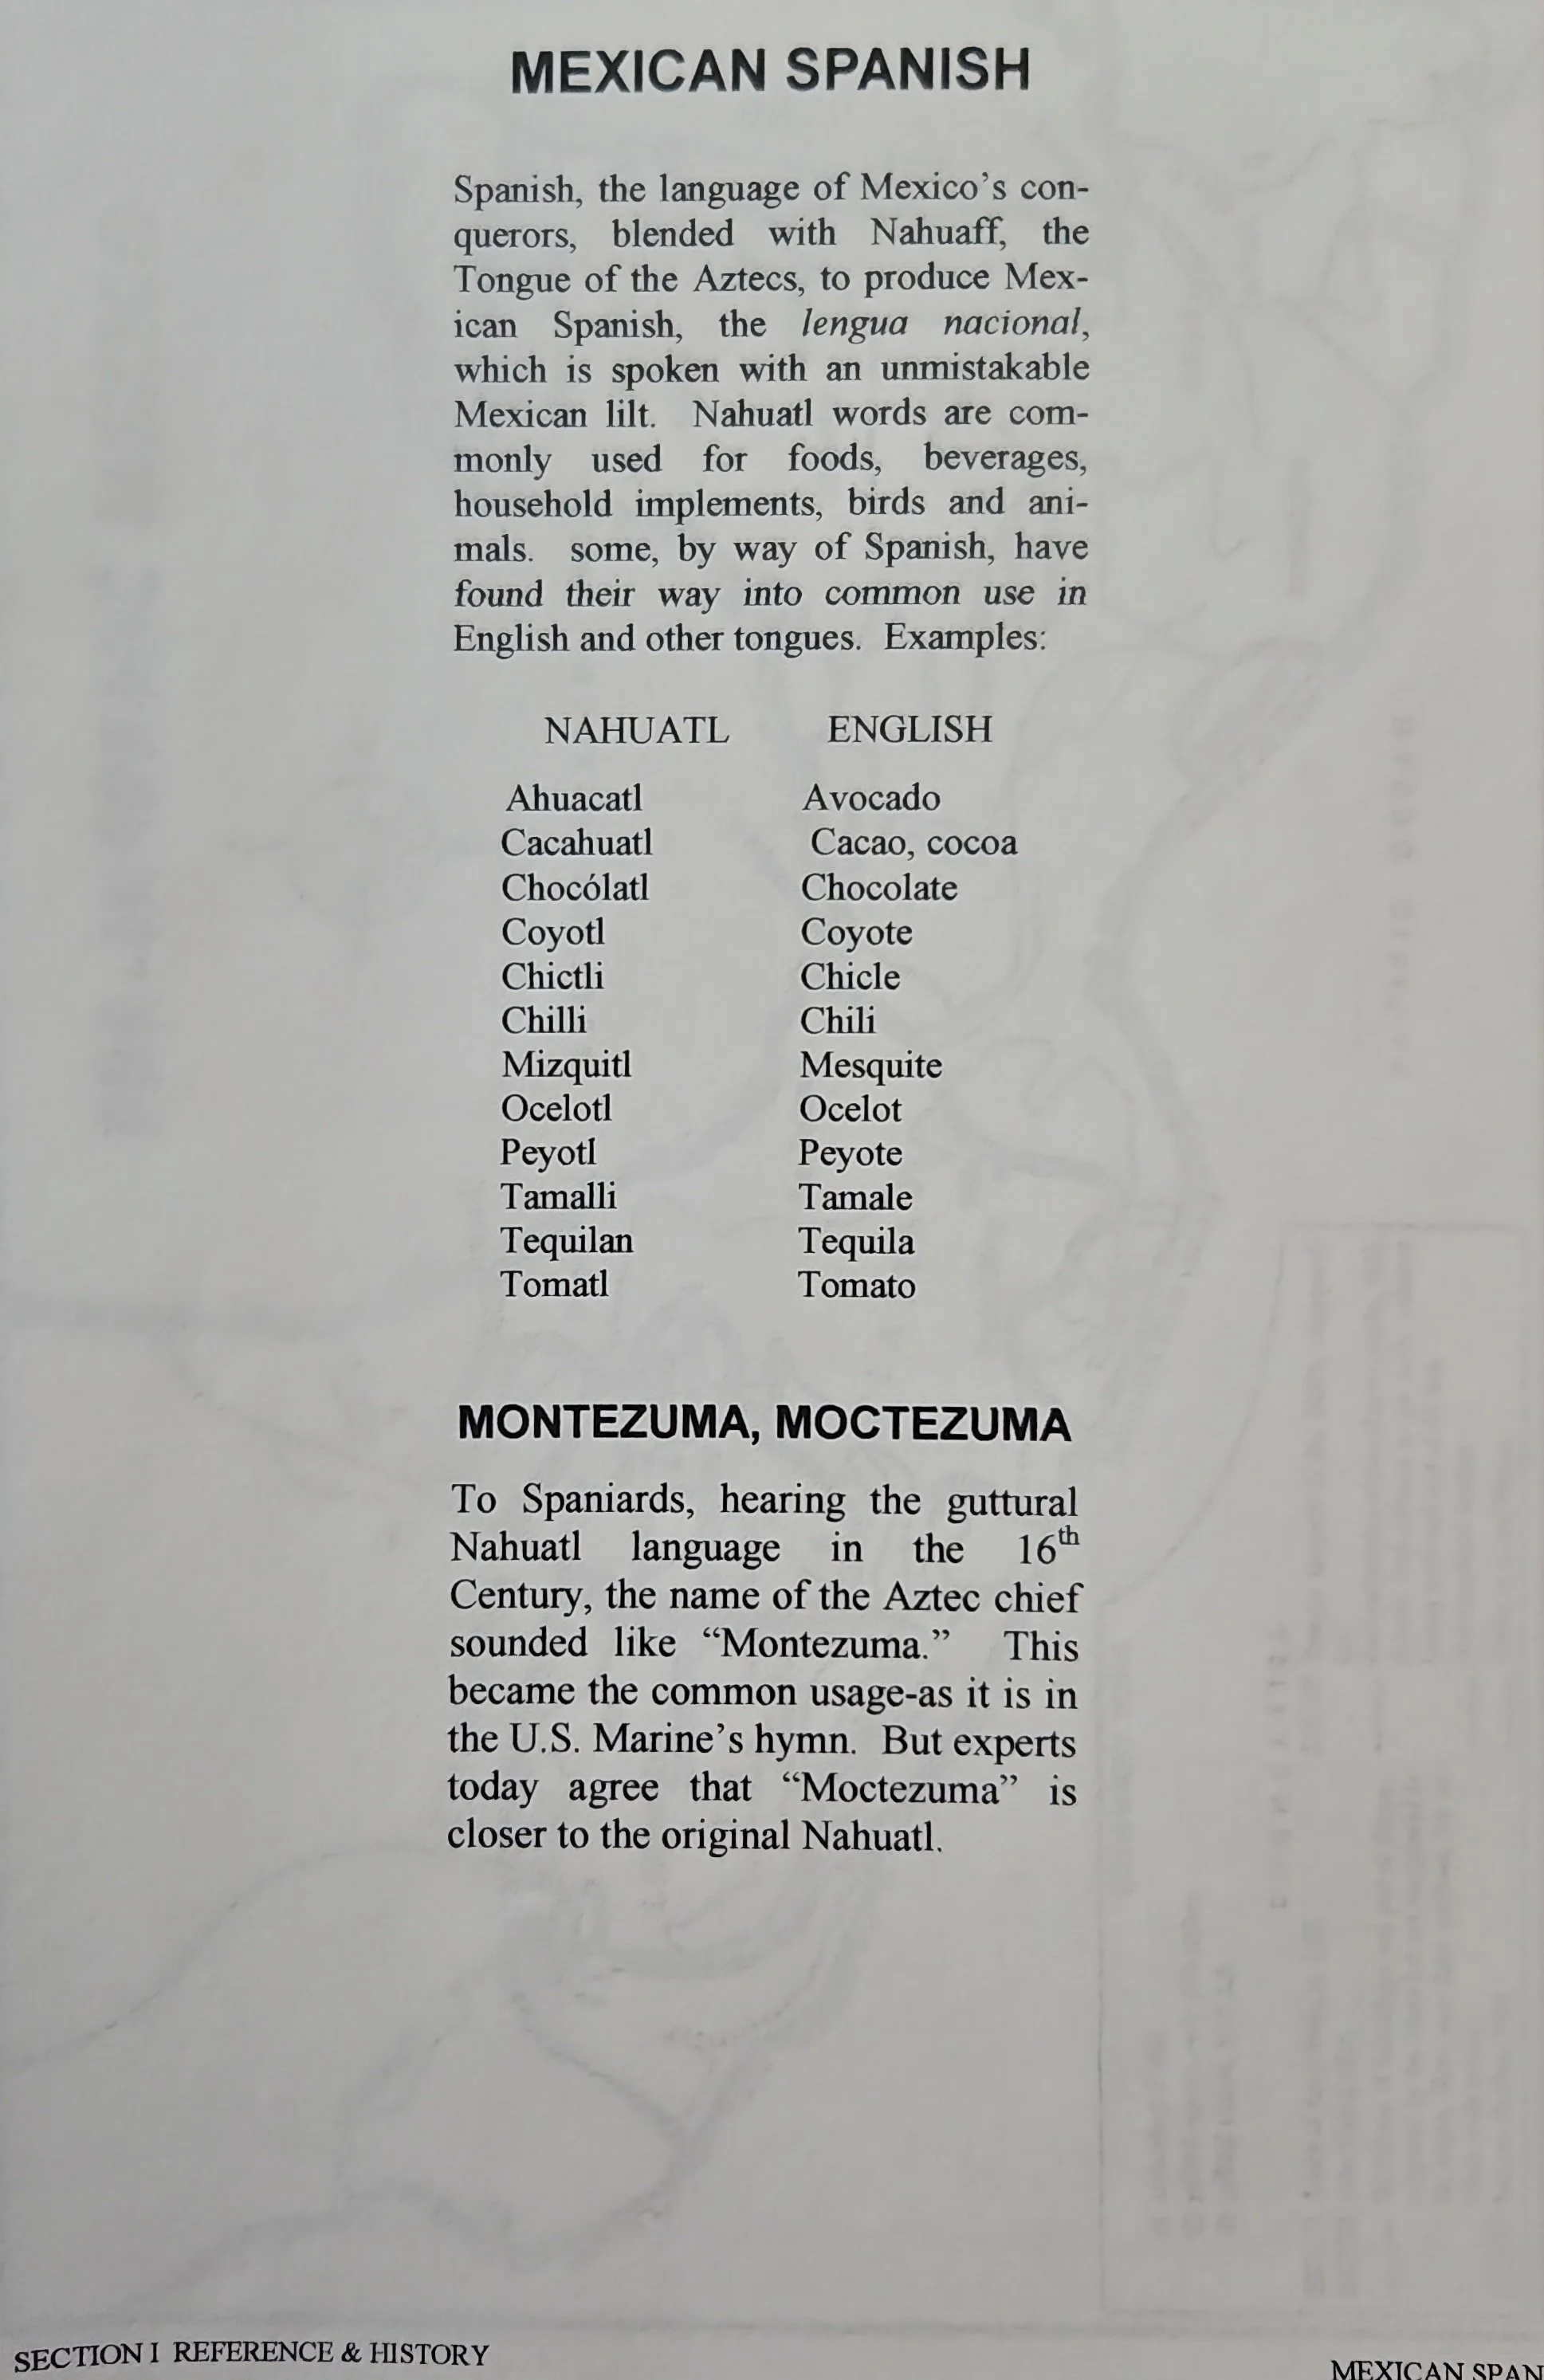 MEXICAN SPANISH
Spanish, the language of Mexico's con-
querors, blended with Nahuaff, the
Tongue of the Aztecs, to produce Mex-
ican Spanish, the lengua nacional,
which is spoken with an unmistakable
Mexican lilt. Nahuatl words are com-
monly used for foods, beverages,
household implements, birds and ani-
mals. some, by way of Spanish, have
found their way into common use in
English and other tongues. Examples:
NAHUATL ENGLISH
Ahuacatl Avocado
Cacahuatl Cacao, cocoa
Chocólatl Chocolate
Coyotl Coyote
Chictli Chicle
Chilli Chili
Mizquitl Mesquite
Ocelotl Ocelot
Peyotl Peyote
Tamalli Tamale
Tequilan Tequila
Tomatl Tomato
MONTEZUMA, MOCTEZUMA
To Spaniards, hearing the guttural
Nahuatl language in the 16th
Century, the name of the Aztec chief
sounded like “Montezuma.” This
became the common usage-as it is in
the U.S. Marine's hymn. But experts
today agree that “Moctezuma” is
closer to the original Nahuatl.
SECTION I REFERENCE & HISTORY
MEXICAN SPAN